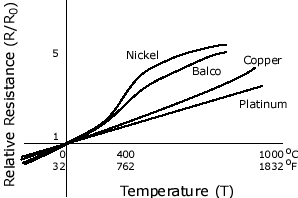 Relative Resistance (R/R₀)
5
Nickel
Balco
Copper
Platinum
1
0 400 1000 °C
32 762 1832 °F
Temperature (T)